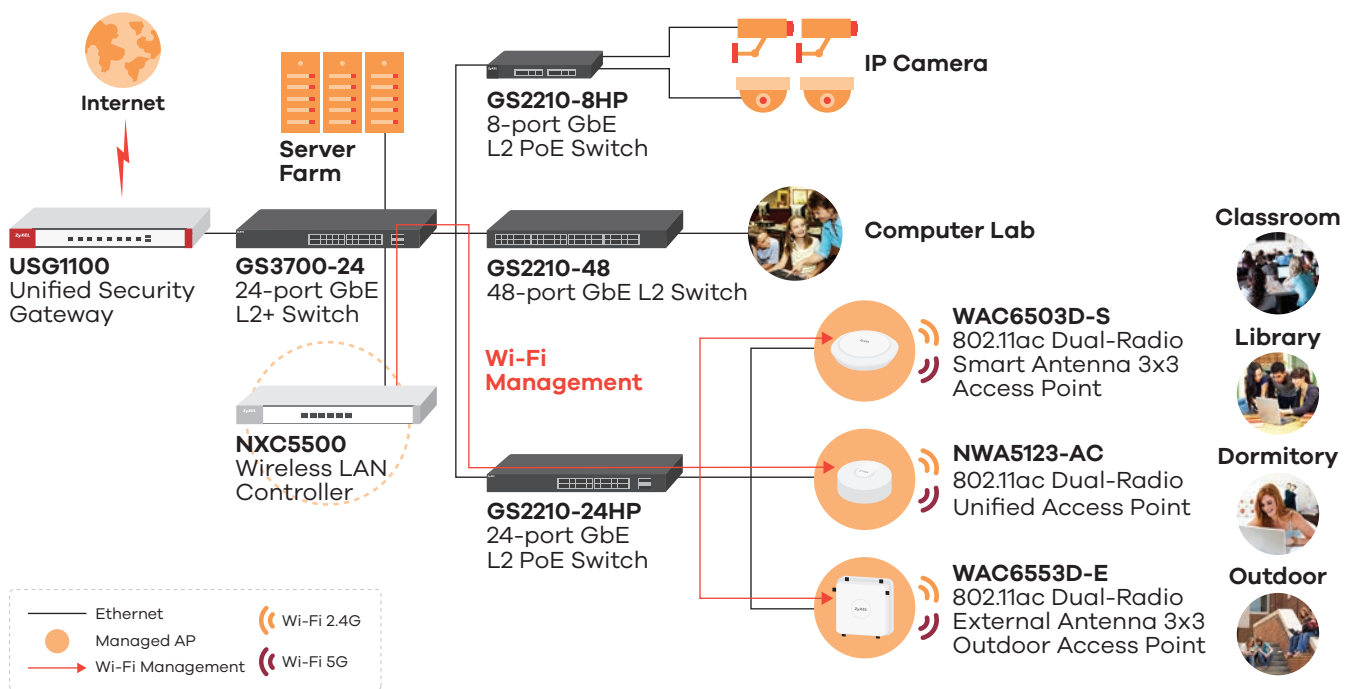 Internet
Server
Farm
USG1100
Unified Security
Gateway
GS3700-24
24-port GbE
L2+ Switch
NXC5500
Wireless LAN
Controller
GS2210-8HP
8-port GbE
L2 PoE Switch
IP Camera
GS2210-48
48-port GbE L2 Switch
Computer Lab
Wi-Fi
Management
GS2210-24HP
24-port GbE
L2 PoE Switch
WAC6503D-S
802.11ac Dual-Radio
Smart Antenna 3x3
Access Point
NWA5123-AC
802.11ac Dual-Radio
Unified Access Point
WAC6553D-E
802.11ac Dual-Radio
External Antenna 3x3
Outdoor Access Point
Classroom
Library
Dormitory
Outdoor
Ethernet
Managed AP
Wi-Fi Management
Wi-Fi 2.4G
Wi-Fi 5G
ZyXEL